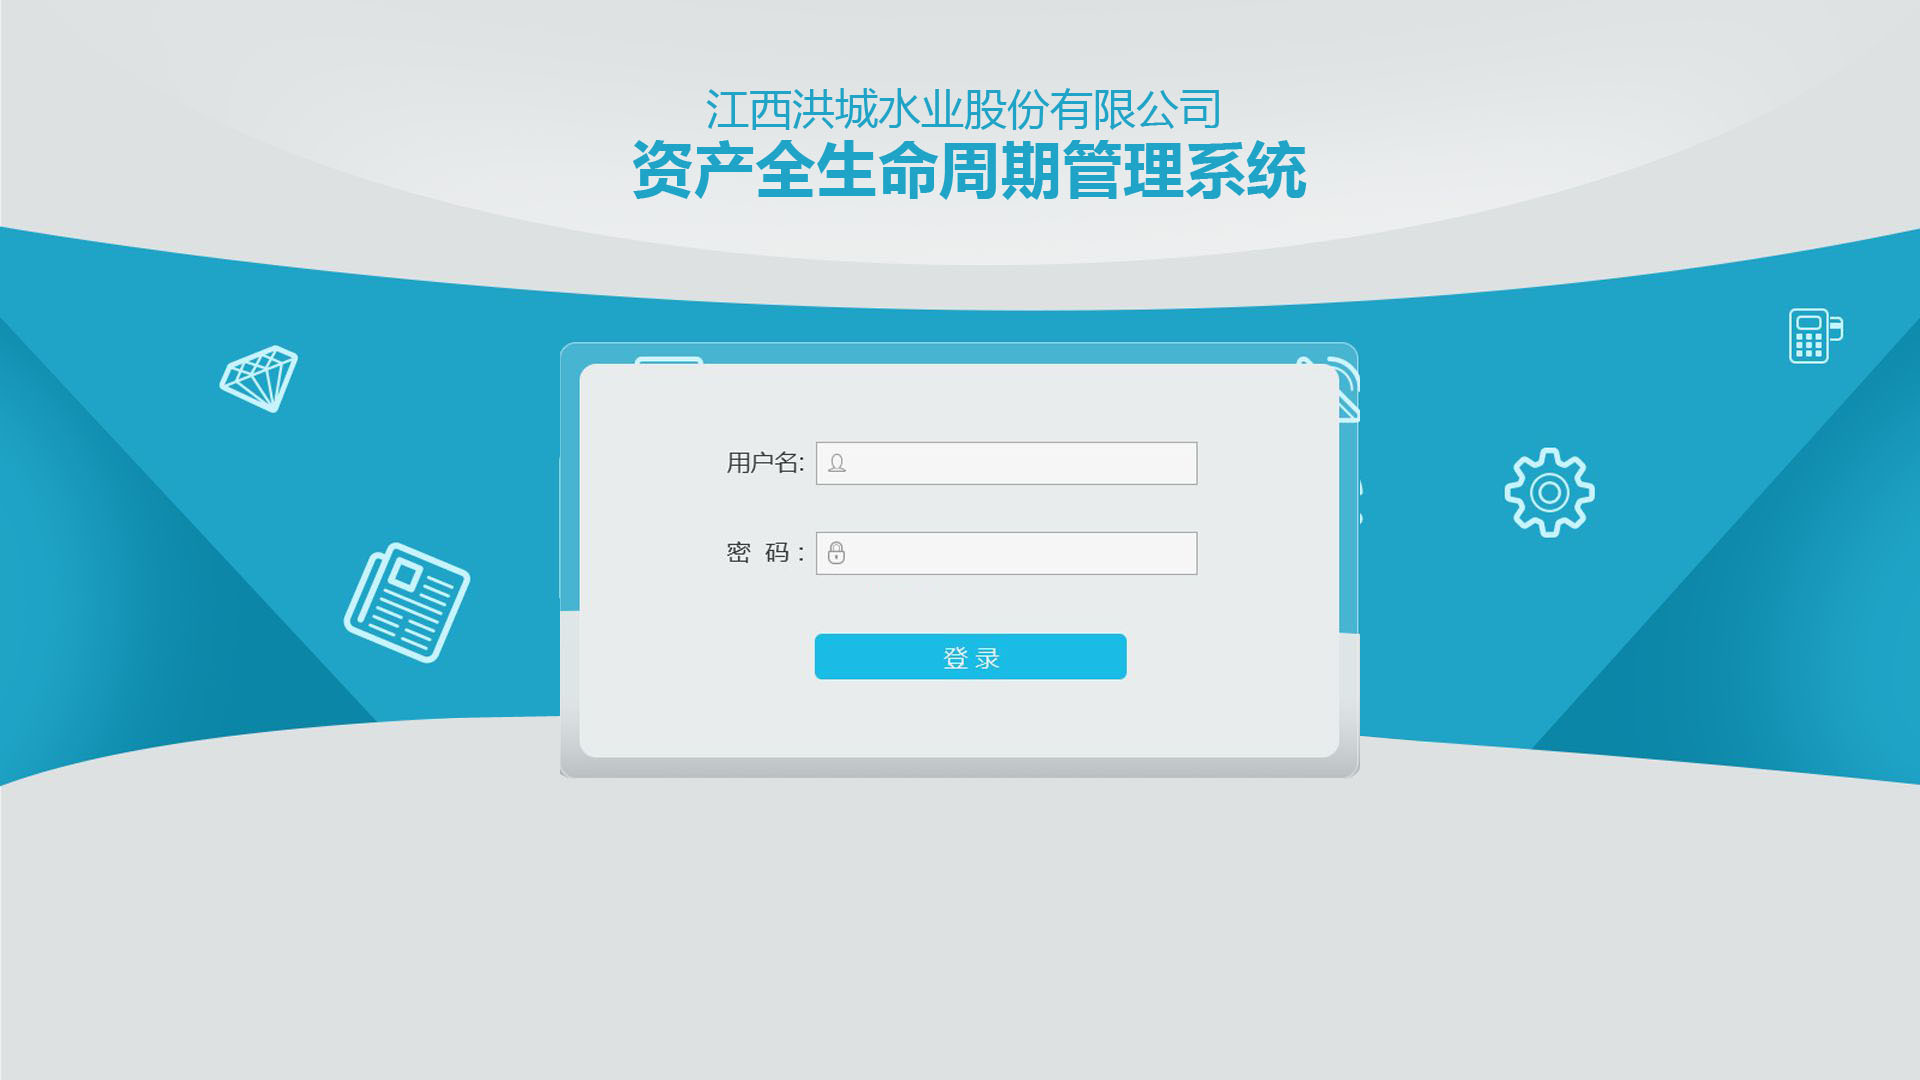 江西洪城水业股份有限公司
资产全生命周期管理系统
用户名:
密 码:
登 录